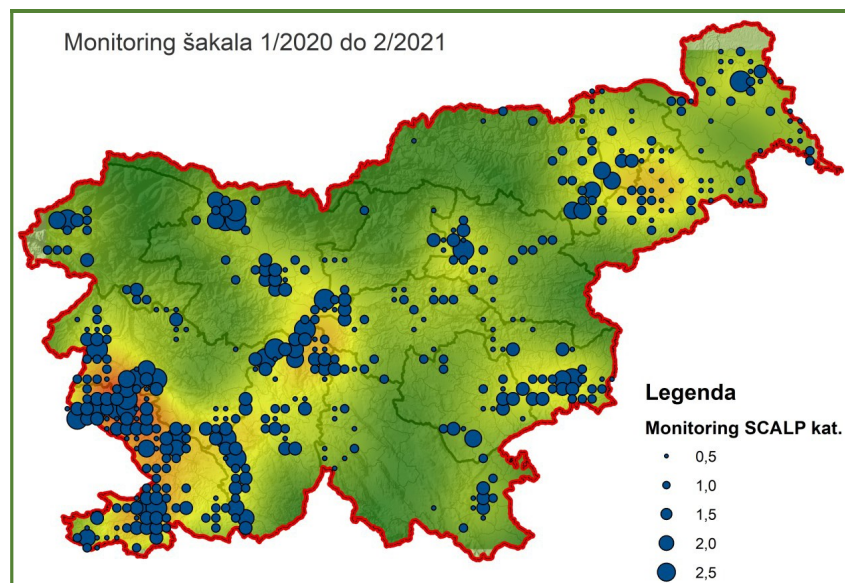 Monitoring šakala 1/2020 do 2/2021
Legenda
Monitoring SCALP kat.
0,5
1,0
1,5
2,0
2,5